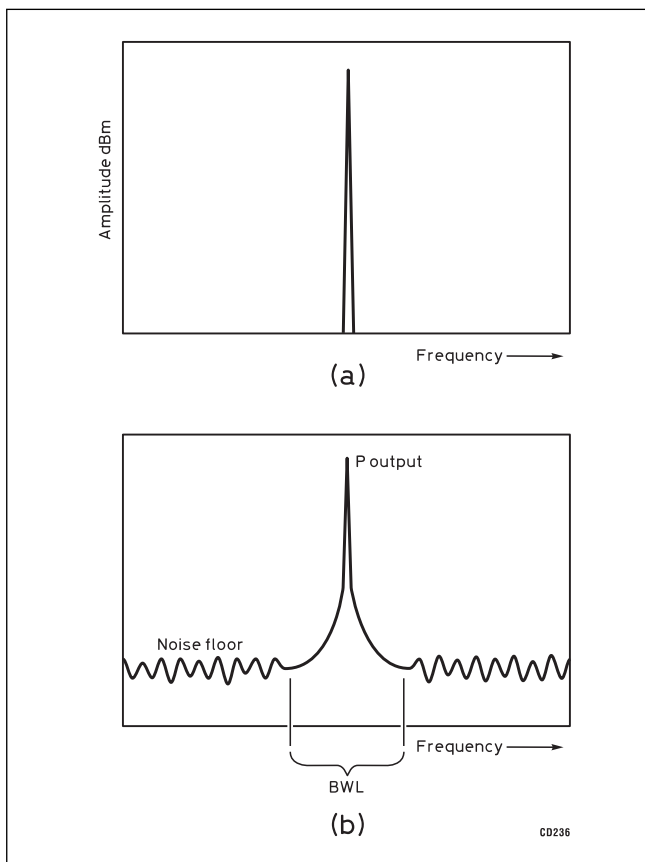 Amplitude dBm
Frequency
(a)
P output
Noise floor
Frequency
BWL
(b)
CD236